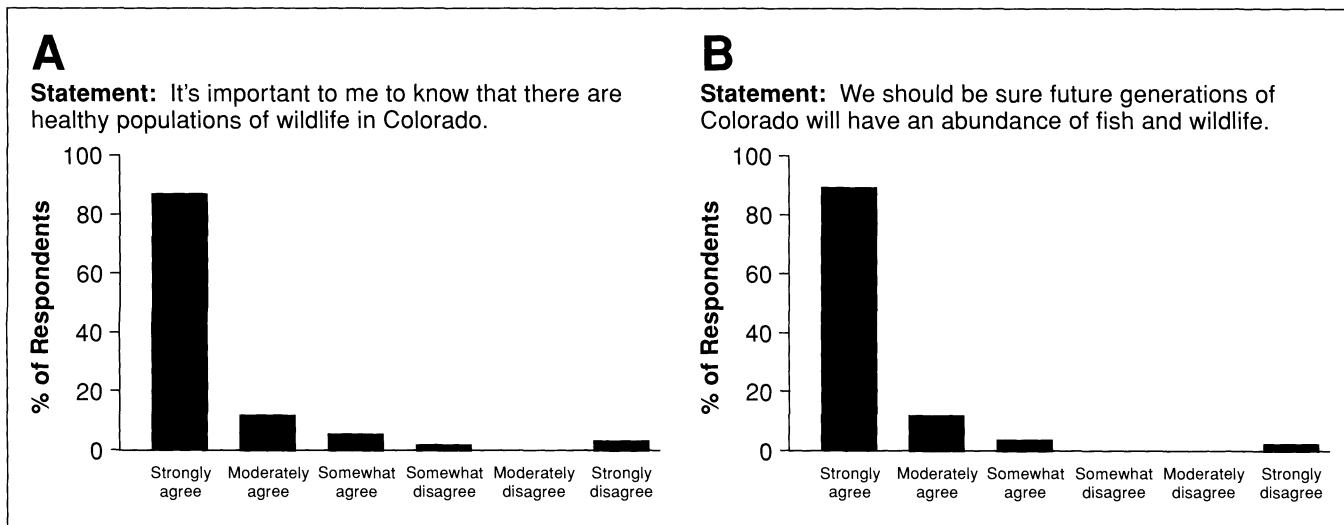 A
Statement: It's important to me to know that there are
healthy populations of wildlife in Colorado.
% of Respondents
100
80
60
40
20
0
Strongly agree
Moderately agree
Somewhat agree
Somewhat disagree
Moderately disagree
Strongly disagree
B
Statement: We should be sure future generations of
Colorado will have an abundance of fish and wildlife.
% of Respondents
100
80
60
40
20
0
Strongly agree
Moderately agree
Somewhat agree
Somewhat disagree
Moderately disagree
Strongly disagree